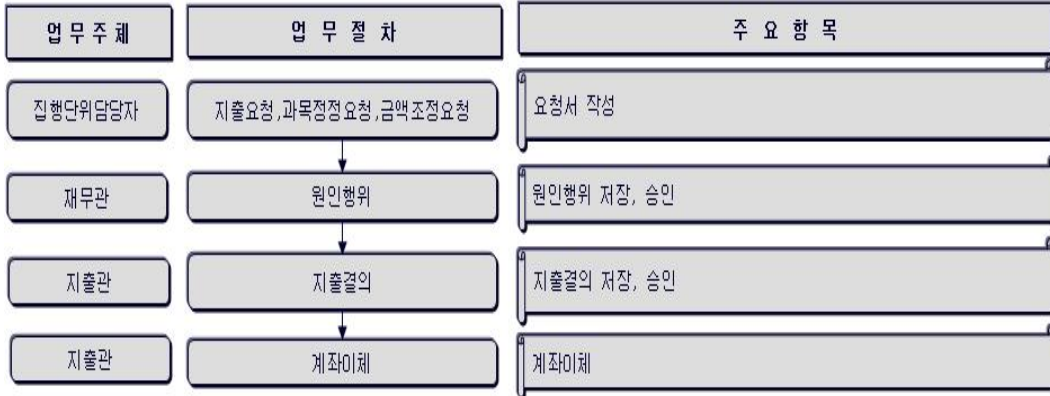 업 무 주 체 업 무 절 차 주 요 항 목
집행단위담당자 지출요청,과목정정요청,금액조정요청 요청서 작성
재무관 원인행위 원인행위 저장, 승인
지출관 지출결의 지출결의 저장, 승인
지출관 계좌이체 계좌이체